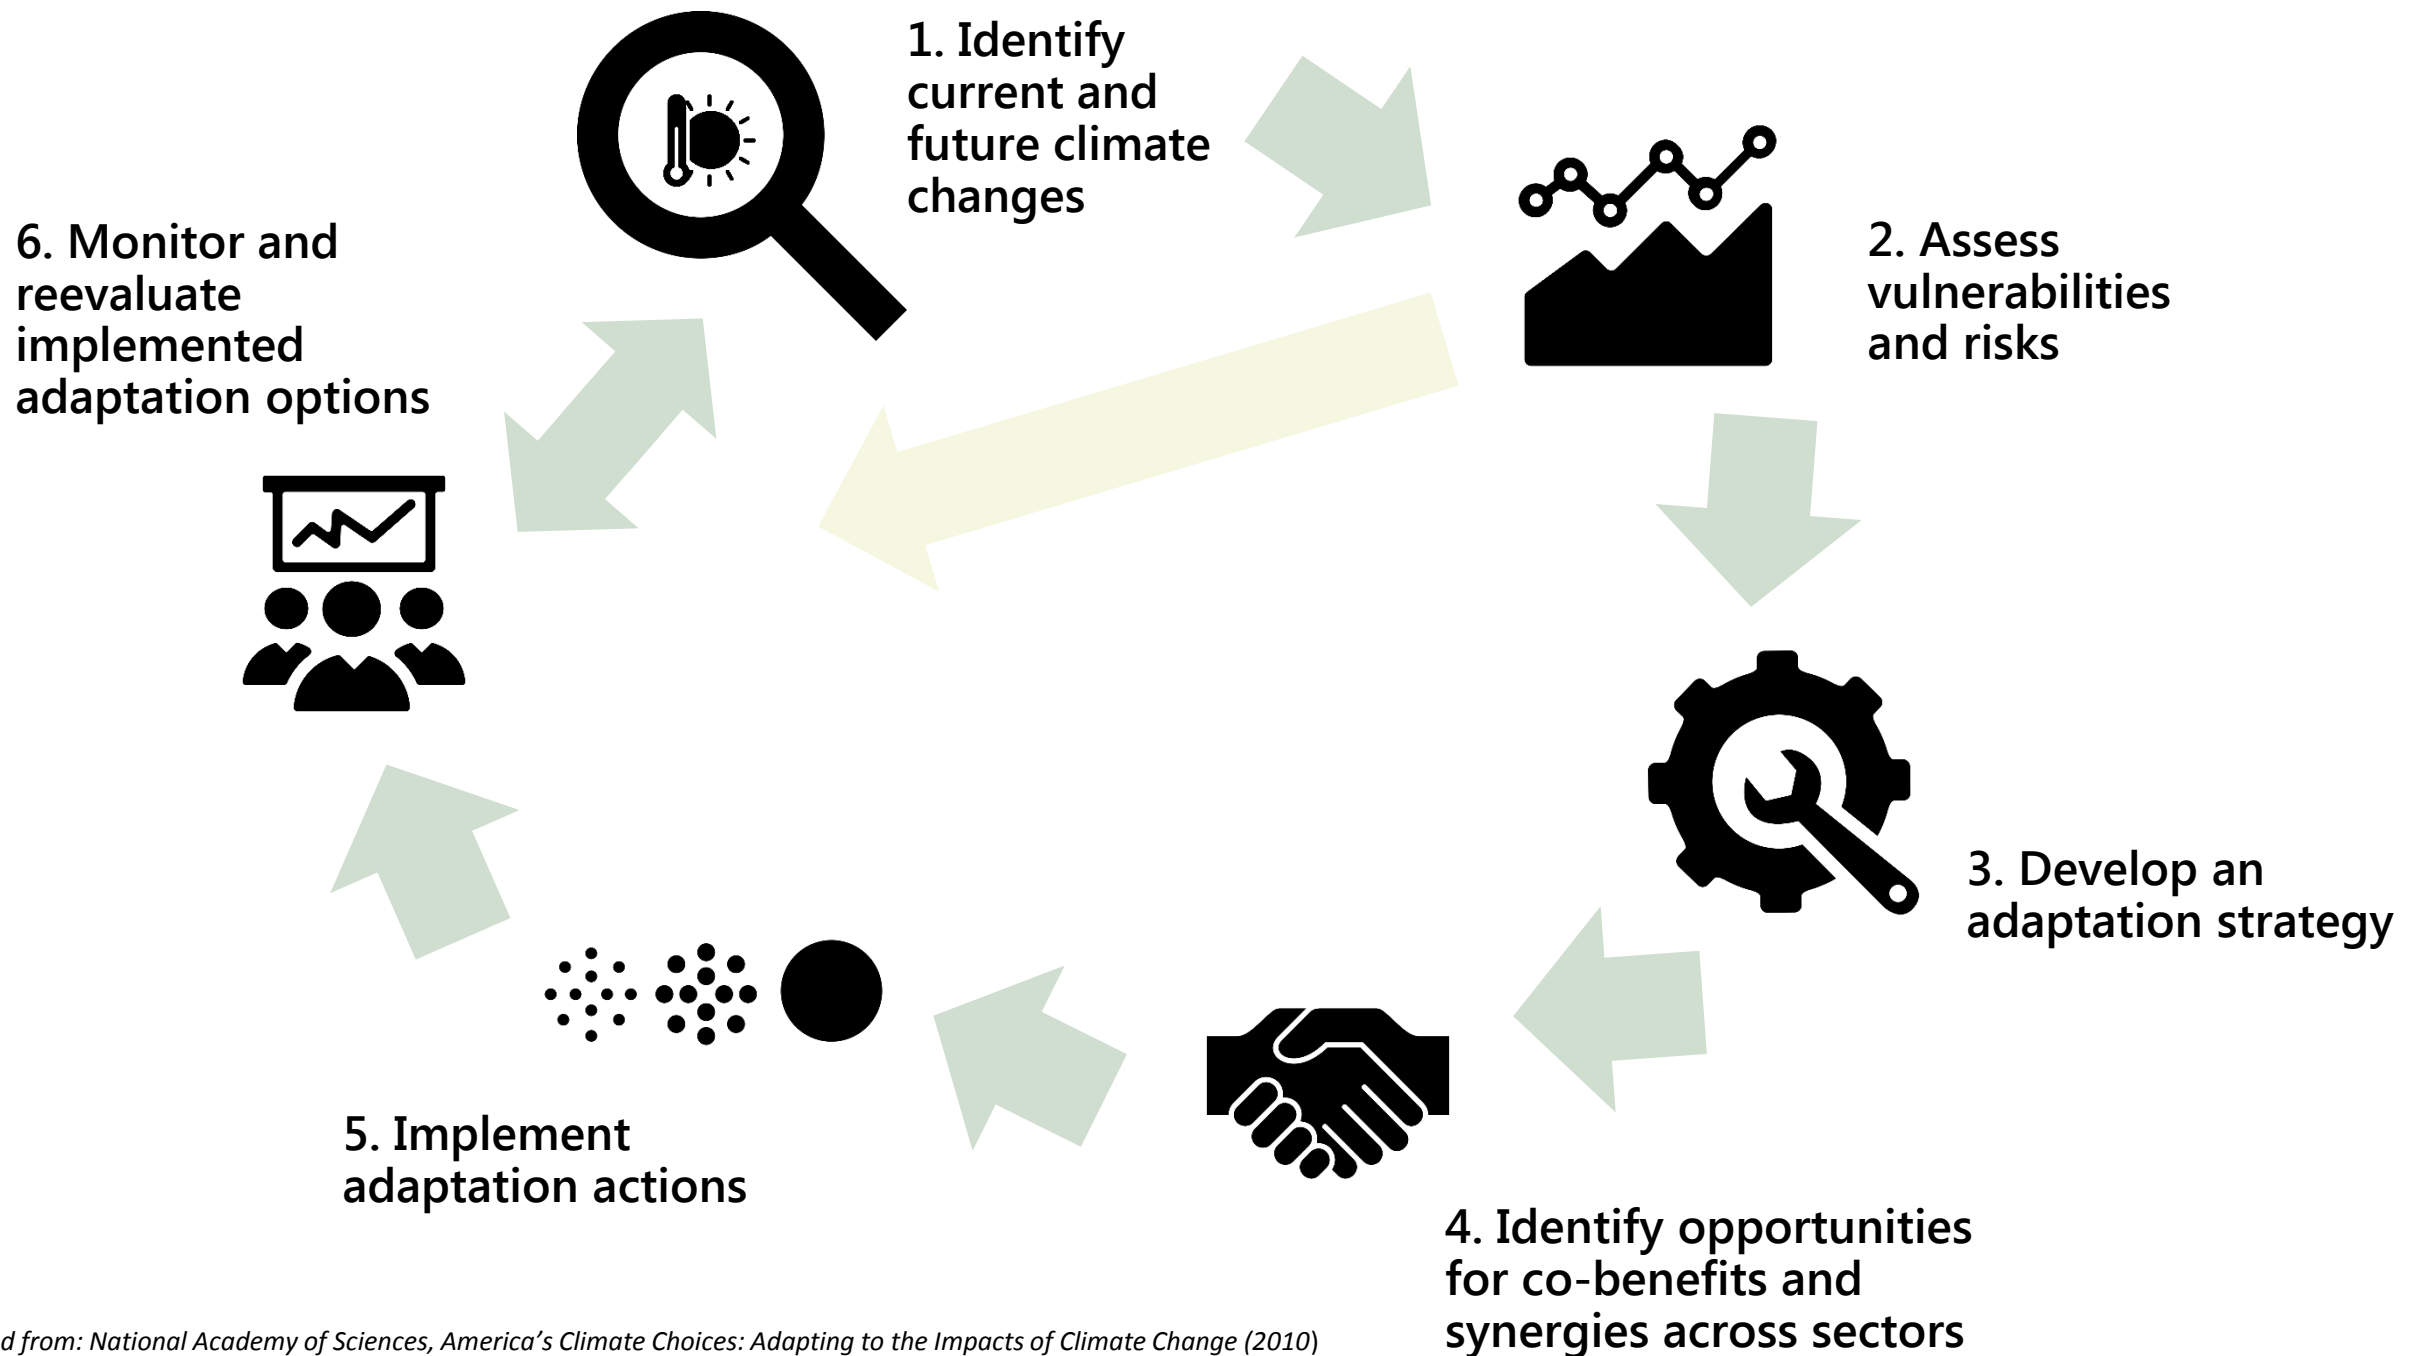 1. Identify
current and
future climate
changes
2. Assess
vulnerabilities
and risks
3. Develop an
adaptation strategy
4. Identify opportunities
for co-benefits and
synergies across sectors
5. Implement
adaptation actions
6. Monitor and
reevaluate
implemented
adaptation options
from: National Academy of Sciences, America's Climate Choices: Adapting to the Impacts of Climate Change (2010)